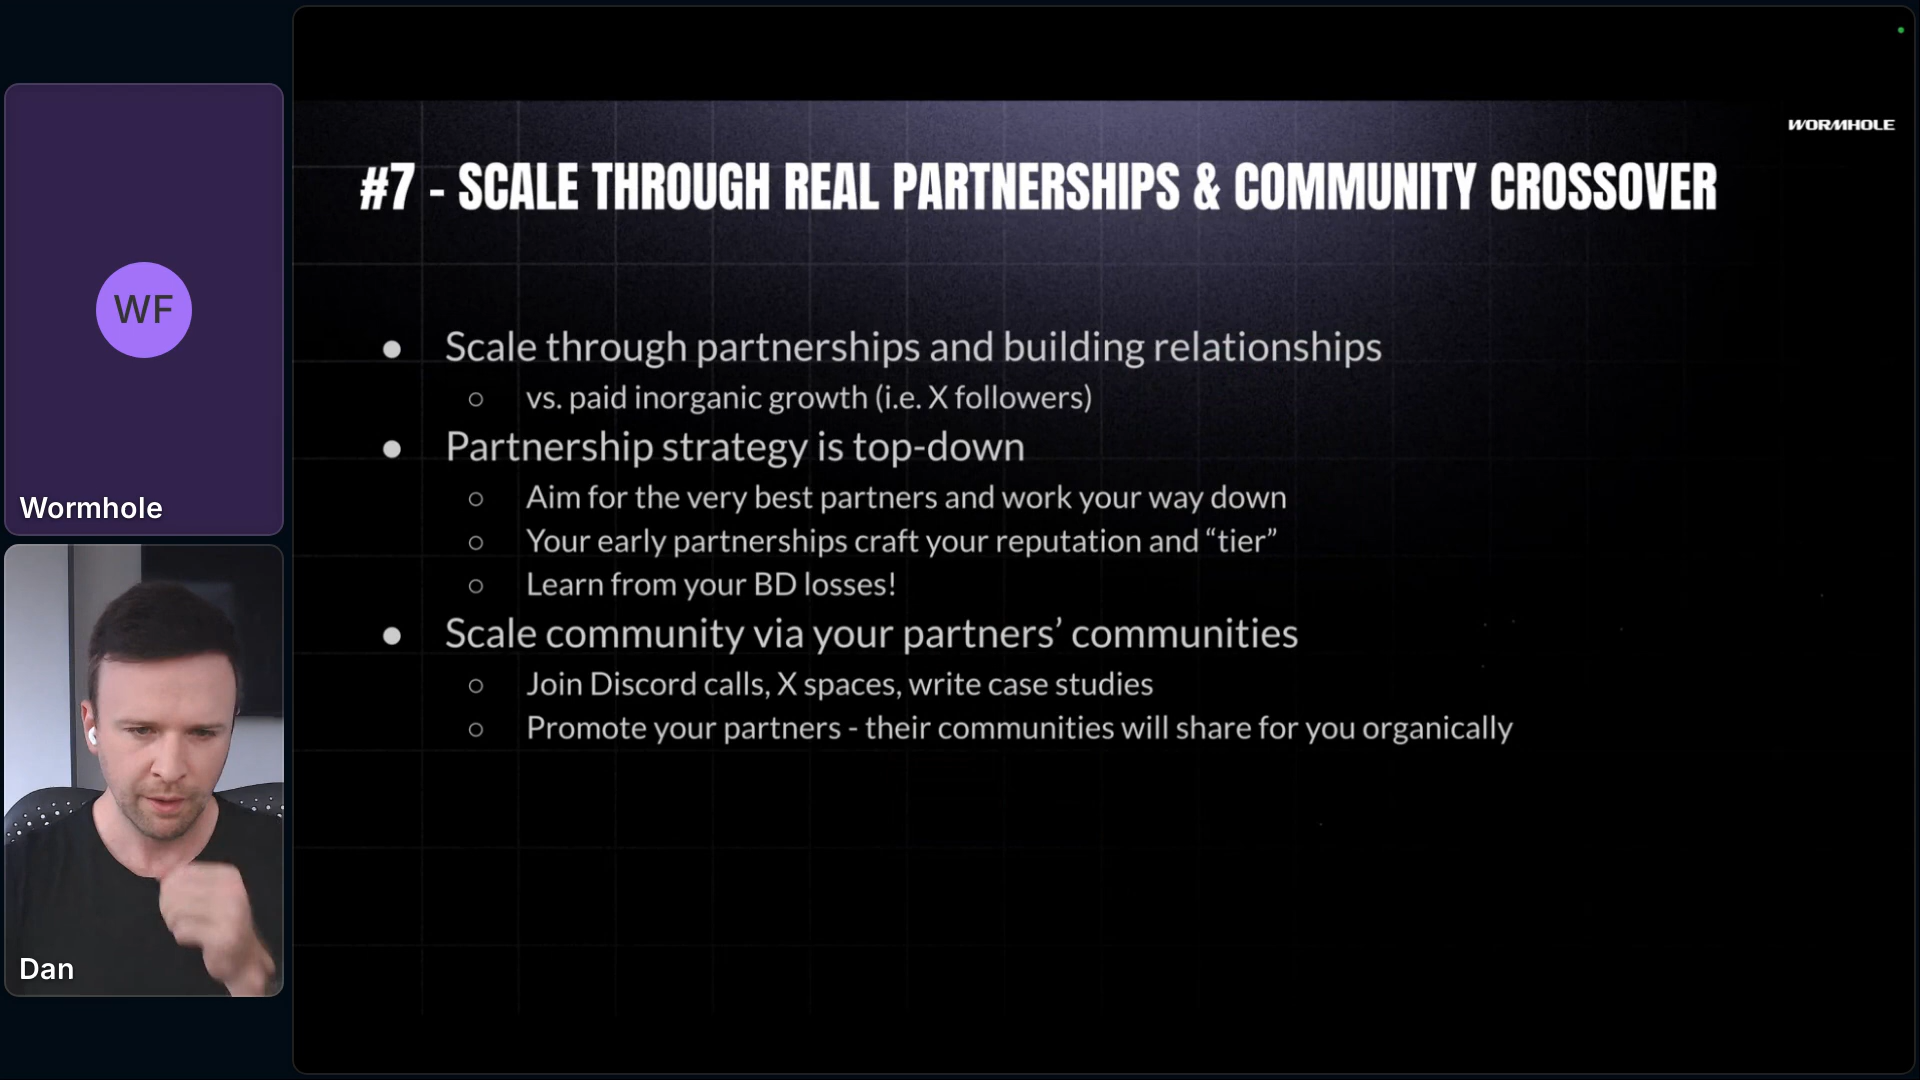 WF
Wormhole
Dan
WORMHOLE
#7 - SCALE THROUGH REAL PARTNERSHIPS & COMMUNITY CROSSOVER
● Scale through partnerships and building relationships
○ vs. paid inorganic growth (i.e. X followers)
● Partnership strategy is top-down
○ Aim for the very best partners and work your way down
○ Your early partnerships craft your reputation and “tier”
○ Learn from your BD losses!
● Scale community via your partners’ communities
○ Join Discord calls, X spaces, write case studies
○ Promote your partners - their communities will share for you organically